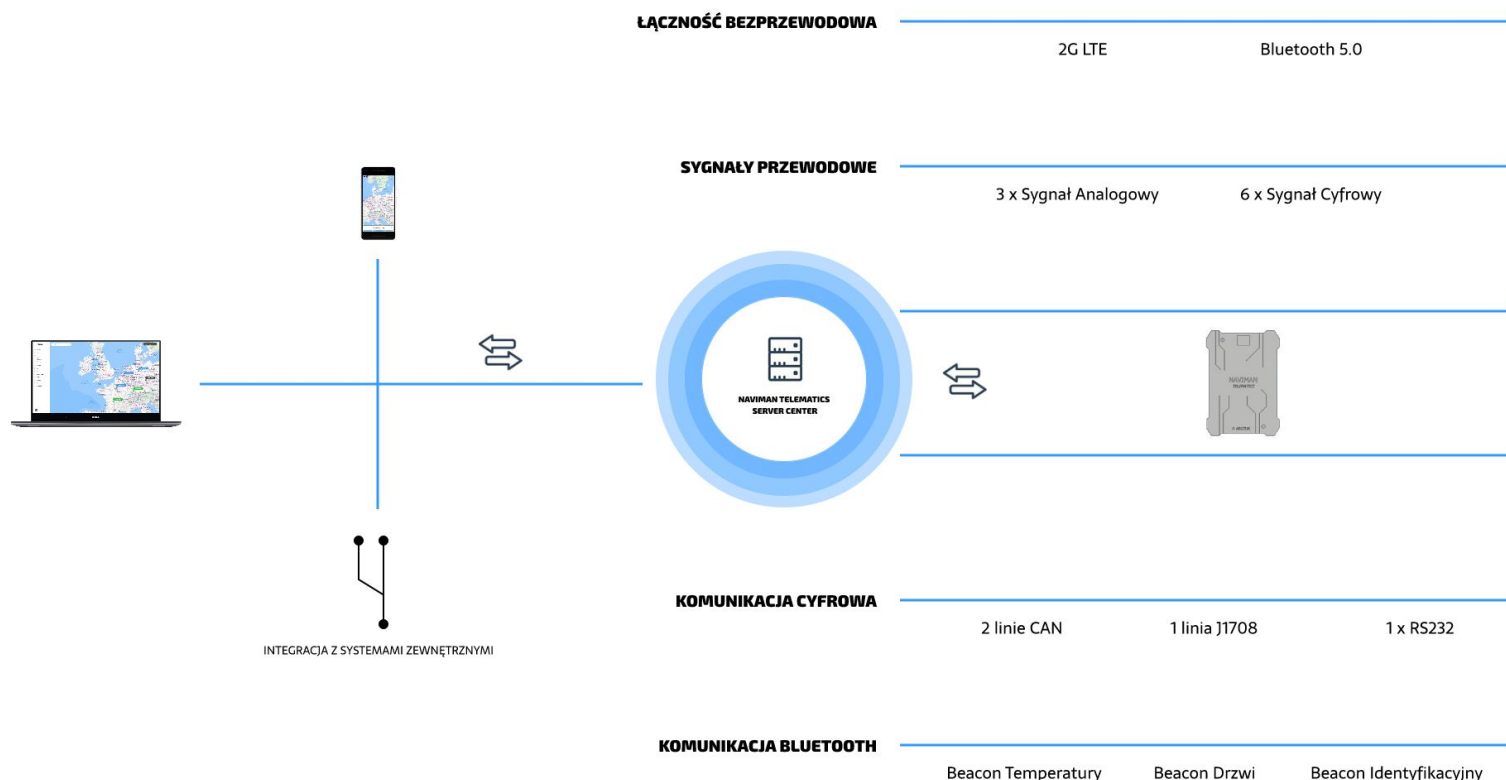 ŁĄCZNOŚĆ BEZPRZEWODOWA
2G LTE
Bluetooth 5.0
SYGNAŁY PRZEWODOWE
3 x Sygnał Analogowy
6 x Sygnał Cyfrowy
NAVIMAN TELEMATICS
SERVER CENTER
NAVIMAN
KOMUNIKACJA CYFROWA
2 linie CAN
1 linia J1708
1 x RS232
INTEGRACJA Z SYSTEMAMI ZEWNĘTRZNYMI
KOMUNIKACJA BLUETOOTH
Beacon Temperatury
Beacon Drzwi
Beacon Identyfikacyjny